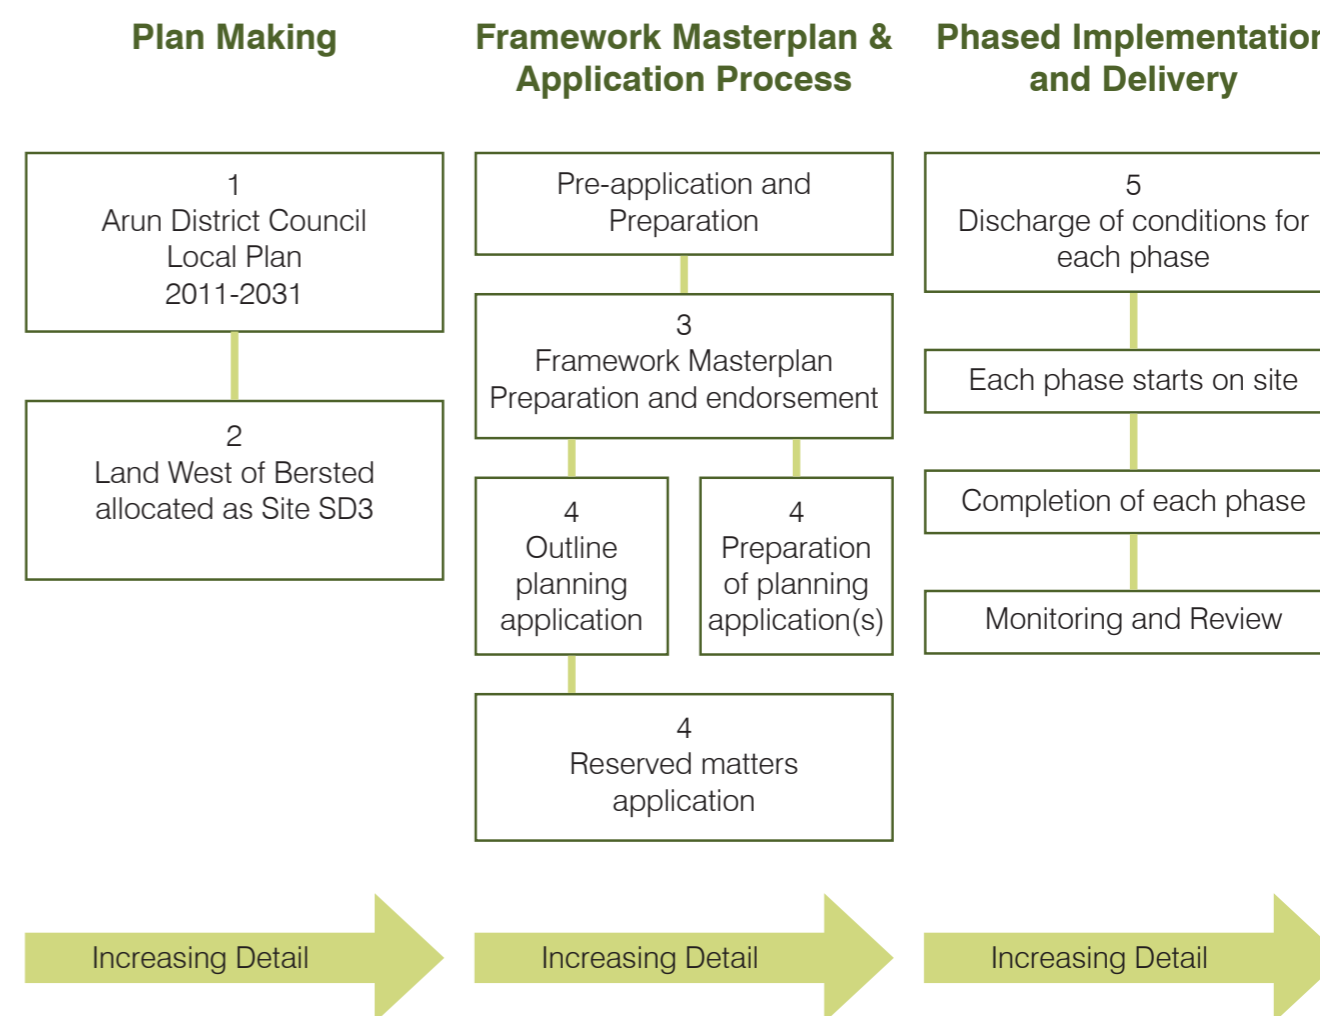 Plan Making
1
Arun District Council
Local Plan
2011-2031
2
Land West of Bersted
allocated as Site SD3
Increasing Detail
Framework Masterplan &
Application Process
Pre-application and
Preparation
3
Framework Masterplan
Preparation and endorsement
4
Outline
planning
application
4
Preparation
of planning
application(s)
4
Reserved matters
application
Increasing Detail
Phased Implementation
and Delivery
5
Discharge of conditions for
each phase
Each phase starts on site
Completion of each phase
Monitoring and Review
Increasing Detail